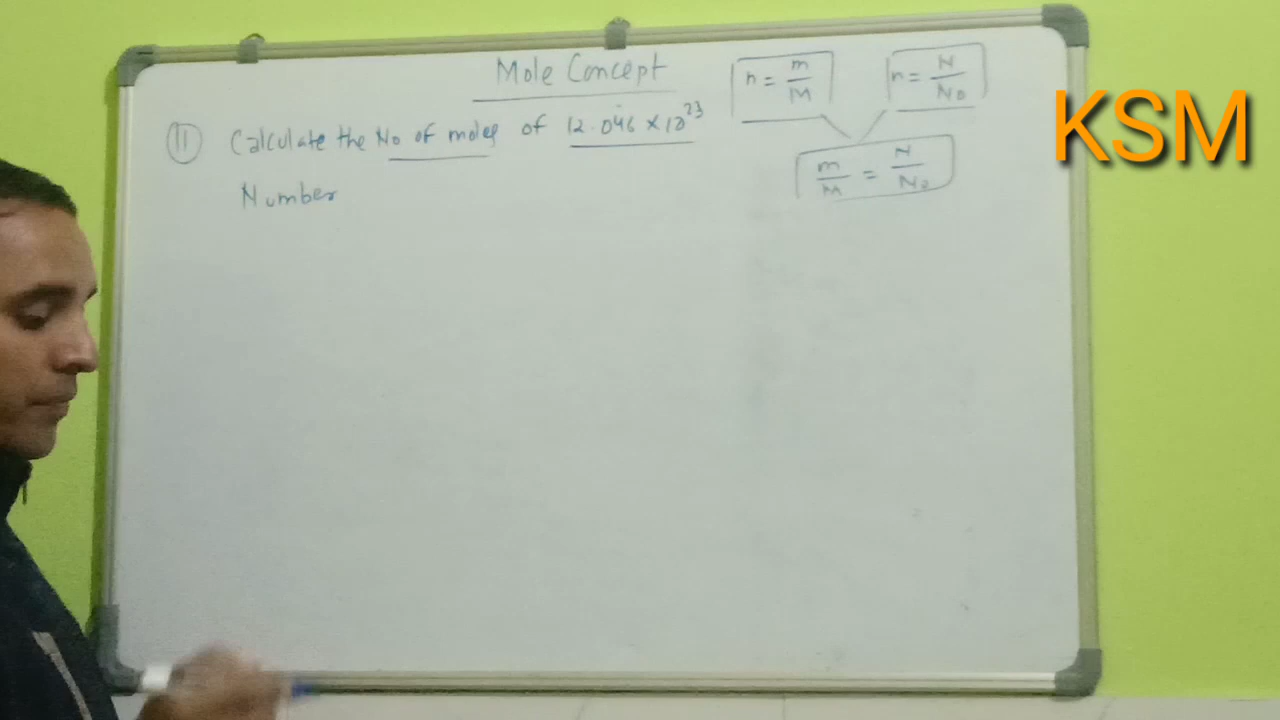 Mole Concept
n = m/M
n = N/N₀
m/M = N/N₀
11 Calculate the No of moles of 12.046 × 10²³
Number
KSM